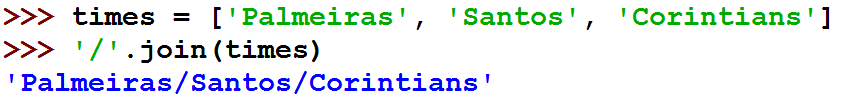 >>> times = ['Palmeiras', 'Santos', 'Corintians']
>>> '/'.join(times)
'Palmeiras/Santos/Corintians'